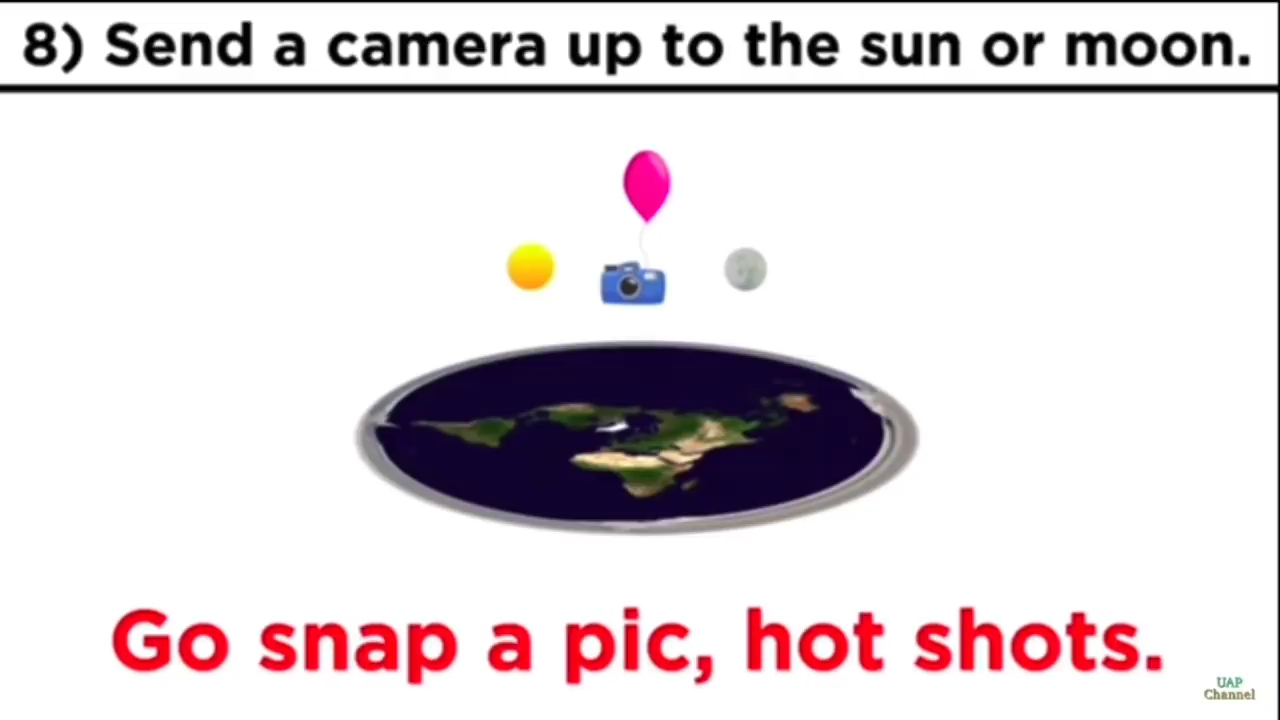 8) Send a camera up to the sun or moon.
Go snap a pic, hot shots.
UAP
Channel